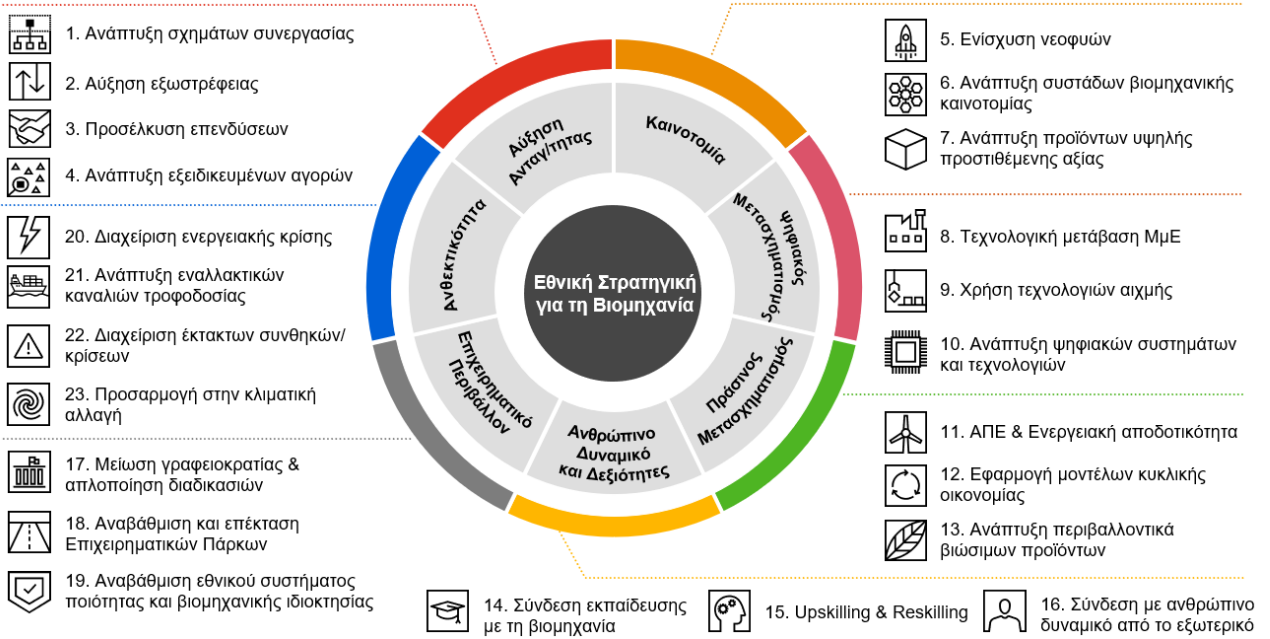 1. Ανάπτυξη σχημάτων συνεργασίας
2. Αύξηση εξωστρέφειας
3. Προσέλκυση επενδύσεων
4. Ανάπτυξη εξειδικευμένων αγορών
20. Διαχείριση ενεργειακής κρίσης
21. Ανάπτυξη εναλλακτικών
καναλιών τροφοδοσίας
22. Διαχείριση έκτακτων συνθηκών/
κρίσεων
23. Προσαρμογή στην κλιματική
αλλαγή
17. Μείωση γραφειοκρατίας &
απλοποίηση διαδικασιών
18. Αναβάθμιση και επέκταση
Επιχειρηματικών Πάρκων
19. Αναβάθμιση εθνικού συστήματος
ποιότητας και βιομηχανικής ιδιοκτησίας
Αύξηση
Ανταγ/τητας
Καινοτομία
Ψηφιακός
Μετασχηματισμός
Πράσινος
Μετασχηματισμός
Ανθρώπινο
Δυναμικό
και Δεξιότητες
Επιχειρηματικό
Περιβάλλον
Ανθεκτικότητα
Εθνική Στρατηγική
για τη Βιομηχανία
5. Ενίσχυση νεοφυών
6. Ανάπτυξη συστάδων βιομηχανικής
καινοτομίας
7. Ανάπτυξη προϊόντων υψηλής
προστιθέμενης αξίας
8. Τεχνολογική μετάβαση ΜμΕ
9. Χρήση τεχνολογιών αιχμής
10. Ανάπτυξη ψηφιακών συστημάτων
και τεχνολογιών
11. ΑΠΕ & Ενεργειακή αποδοτικότητα
12. Εφαρμογή μοντέλων κυκλικής
οικονομίας
13. Ανάπτυξη περιβαλλοντικά
βιώσιμων προϊόντων
14. Σύνδεση εκπαίδευσης
με τη βιομηχανία
15. Upskilling & Reskilling
16. Σύνδεση με ανθρώπινο
δυναμικό από το εξωτερικό